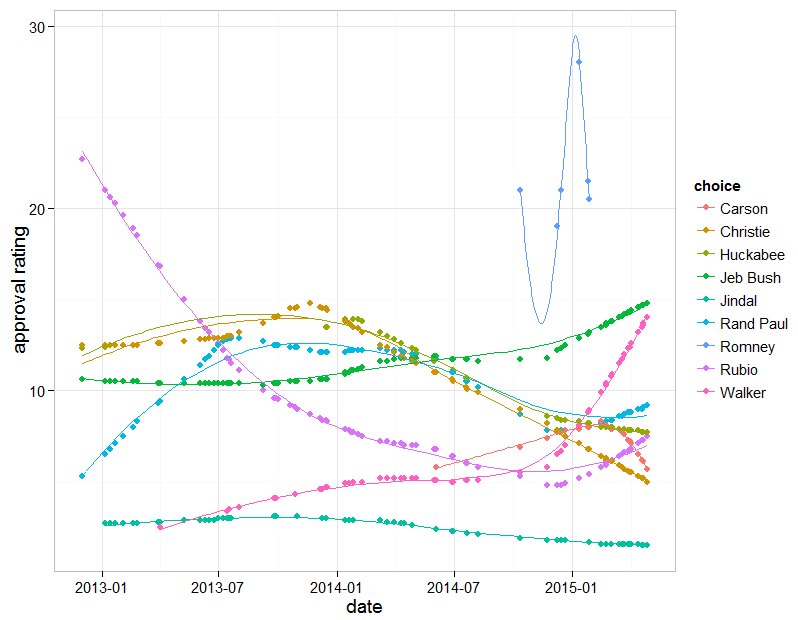 30
20
10
approval rating
2013-01 2013-07 2014-01 2014-07 2015-01
date
choice
Carson
Christie
Huckabee
Jeb Bush
Jindal
Rand Paul
Romney
Rubio
Walker